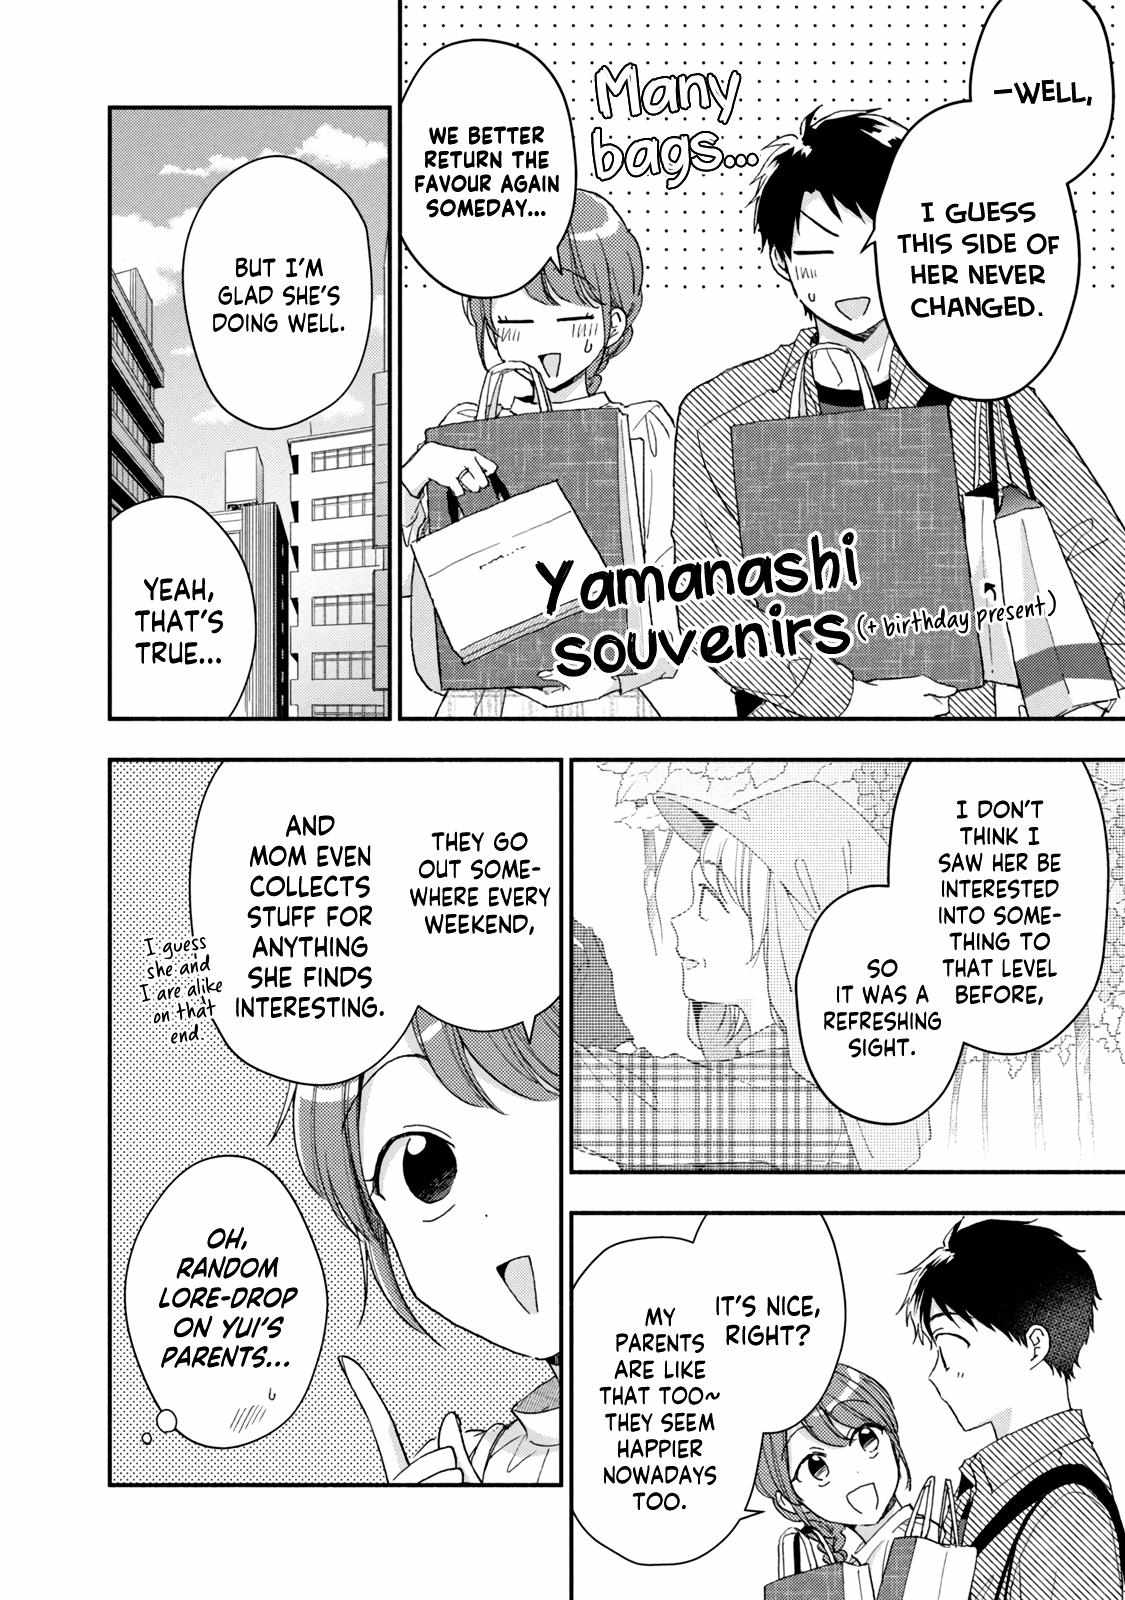 —WELL,
I GUESS
THIS SIDE OF
HER NEVER
CHANGED.
Many
bags...
WE BETTER
RETURN THE
FAVOUR AGAIN
SOMEDAY...
Yamanashi
souvenirs
(+ birthday present)
BUT I'M
GLAD SHE'S
DOING WELL.
YEAH,
THAT'S
TRUE...
I DON'T
THINK I
SAW HER BE
INTERESTED
INTO SOME-
THING TO
THAT LEVEL
BEFORE,
SO
IT WAS A
REFRESHING
SIGHT.
IT'S NICE,
RIGHT?
MY
PARENTS
ARE LIKE
THAT TOO~
THEY SEEM
HAPPIER
NOWADAYS
TOO.
THEY GO
OUT SOME-
WHERE EVERY
WEEKEND,
AND
MOM EVEN
COLLECTS
STUFF FOR
ANYTHING
SHE FINDS
INTERESTING.
I guess
she and
I are alike
on that
end.
OH,
RANDOM
LORE-DROP
ON YUI'S
PARENTS...